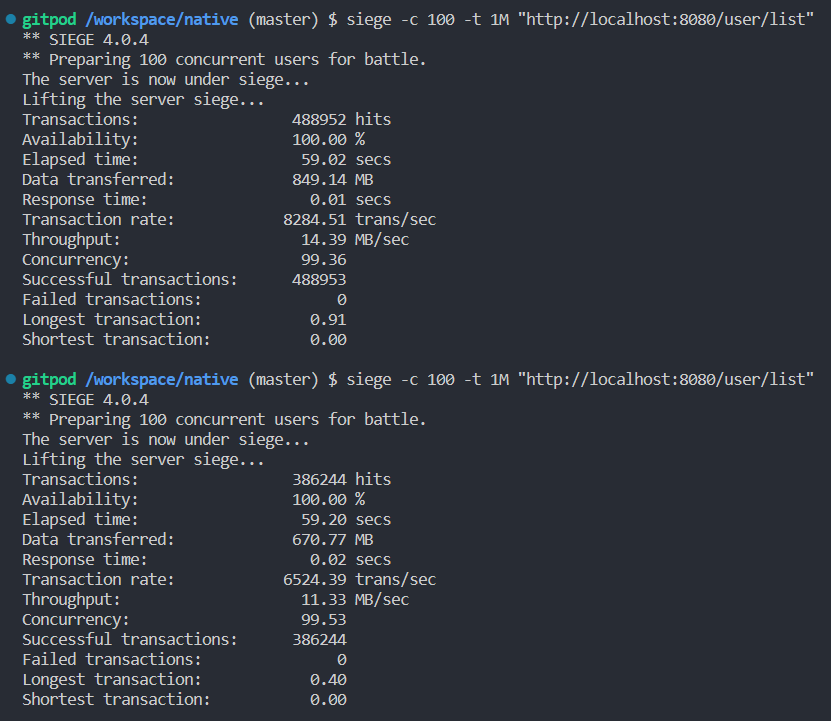 gitpod /workspace/native (master) $ siege -c 100 -t 1M "http://localhost:8080/user/list"
** SIEGE 4.0.4
** Preparing 100 concurrent users for battle.
The server is now under siege...
Lifting the server siege...
Transactions:                 488952 hits
Availability:                 100.00 %
Elapsed time:                  59.02 secs
Data transferred:             849.14 MB
Response time:                  0.01 secs
Transaction rate:            8284.51 trans/sec
Throughput:                    14.39 MB/sec
Concurrency:                   99.36
Successful transactions:      488953
Failed transactions:               0
Longest transaction:            0.91
Shortest transaction:           0.00
gitpod /workspace/native (master) $ siege -c 100 -t 1M "http://localhost:8080/user/list"
** SIEGE 4.0.4
** Preparing 100 concurrent users for battle.
The server is now under siege...
Lifting the server siege...
Transactions:                 386244 hits
Availability:                 100.00 %
Elapsed time:                  59.20 secs
Data transferred:             670.77 MB
Response time:                  0.02 secs
Transaction rate:            6524.39 trans/sec
Throughput:                    11.33 MB/sec
Concurrency:                   99.53
Successful transactions:      386244
Failed transactions:               0
Longest transaction:            0.40
Shortest transaction:           0.00